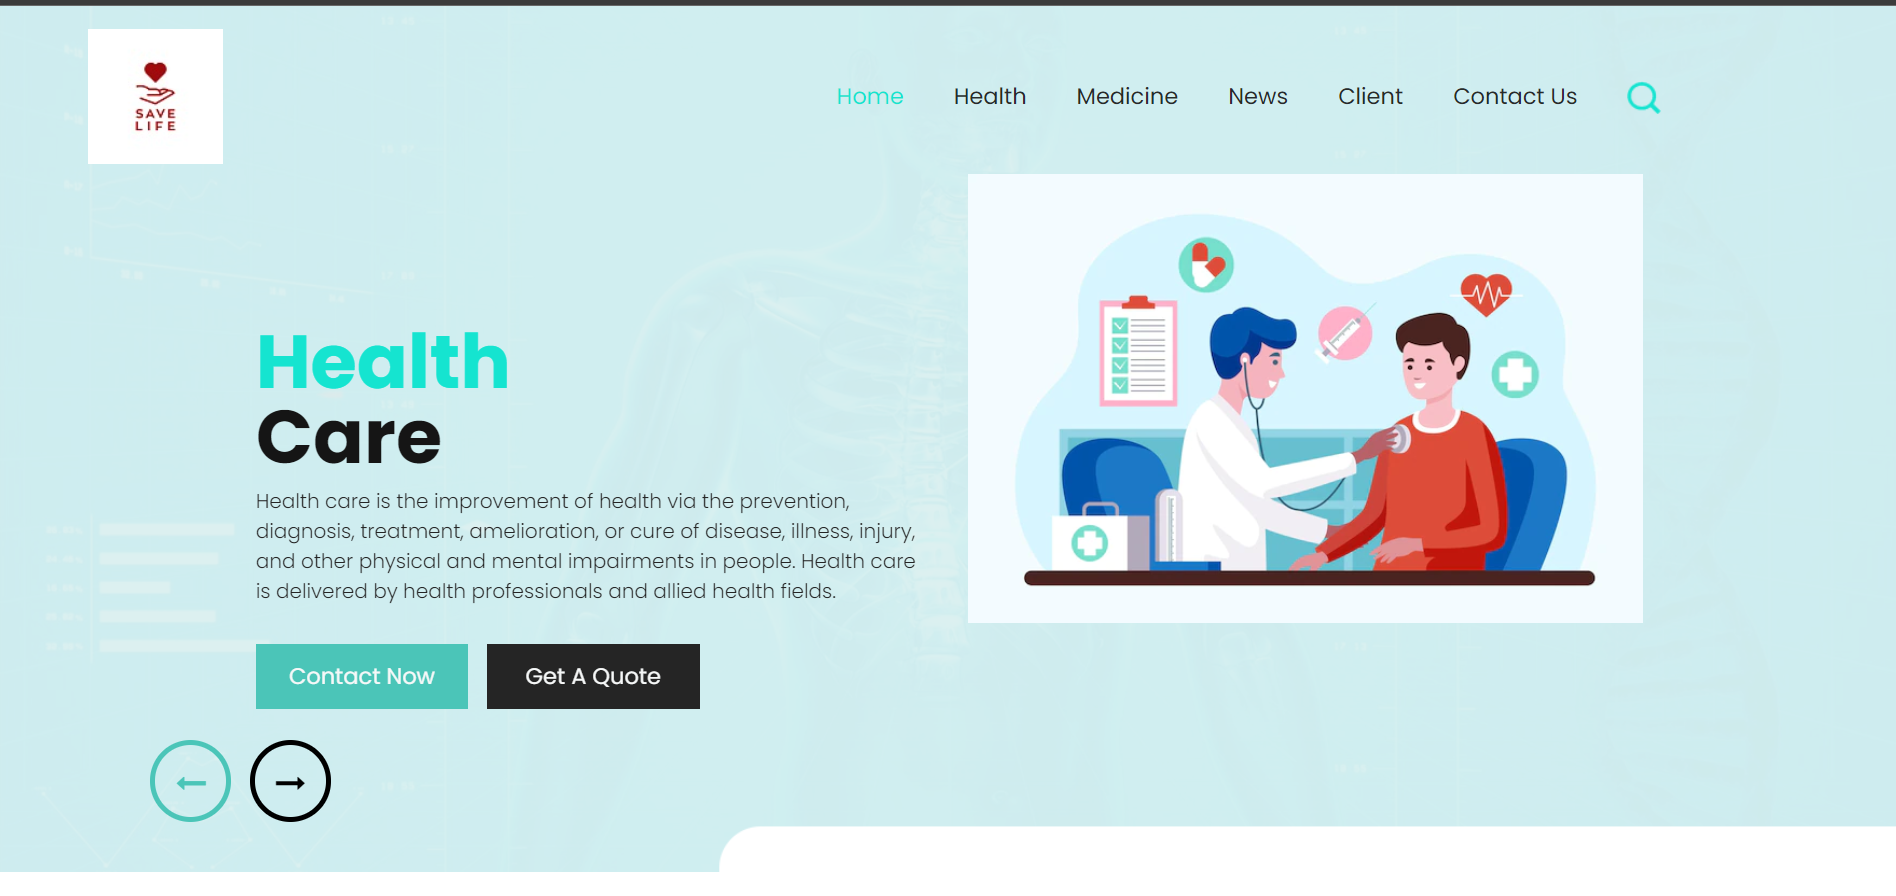 SAVE
LIFE
Home Health Medicine News Client Contact Us
Health
Care
Health care is the improvement of health via the prevention,
diagnosis, treatment, amelioration, or cure of disease, illness, injury,
and other physical and mental impairments in people. Health care
is delivered by health professionals and allied health fields.
Contact Now Get A Quote